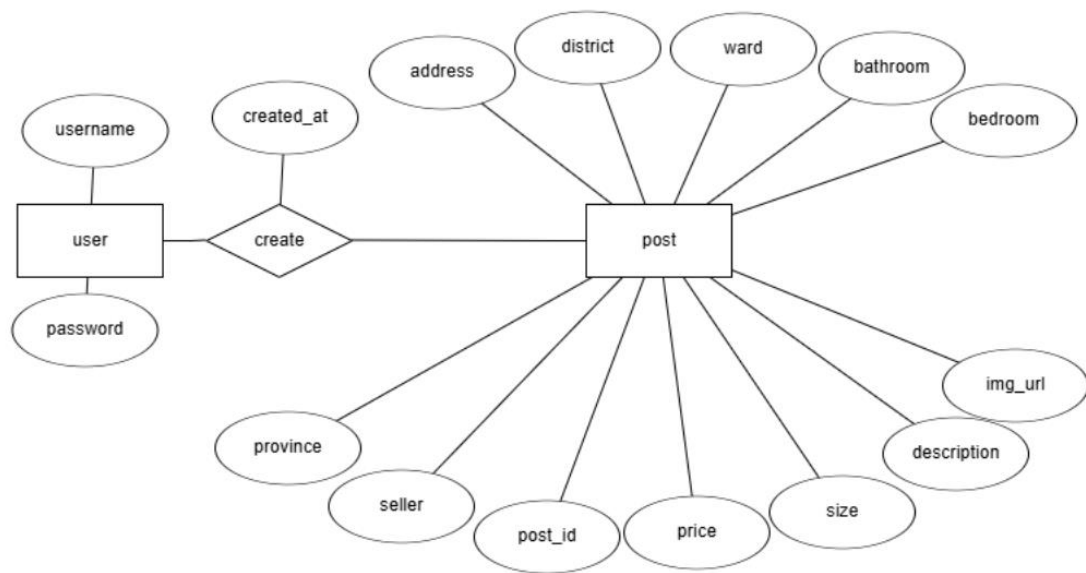 district
ward
address
bathroom
created_at
bedroom
username
user
create
post
password
img_url
province
description
seller
size
post_id
price